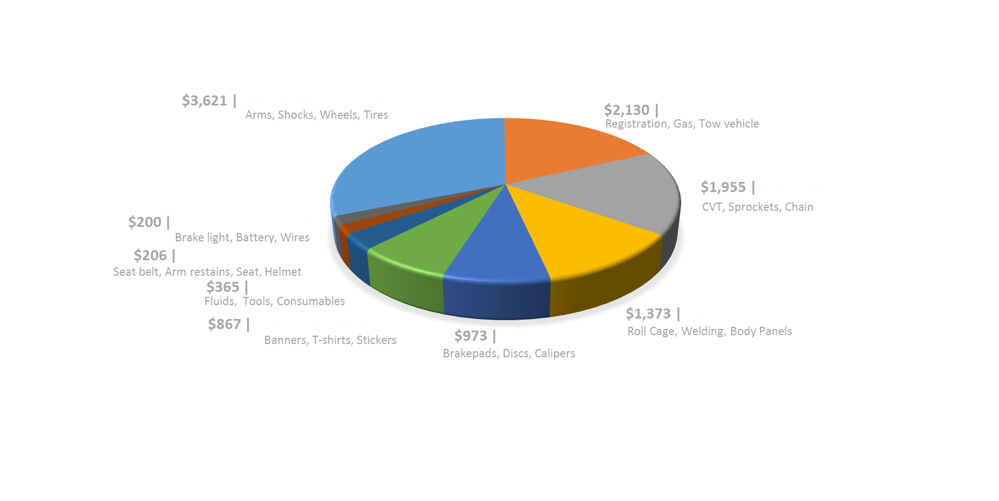 $3,621 |
Arms, Shocks, Wheels, Tires
$2,130 |
Registration, Gas, Tow vehicle
$1,955 |
CVT, Sprockets, Chain
$200 |
Brake light, Battery, Wires
$206 |
Seat belt, Arm restains, Seat, Helmet
$365 |
Fluids,  Tools, Consumables
$867 |
Banners, T-shirts, Stickers
$973 |
Brakepads, Discs, Calipers
$1,373 |
Roll Cage, Welding, Body Panels